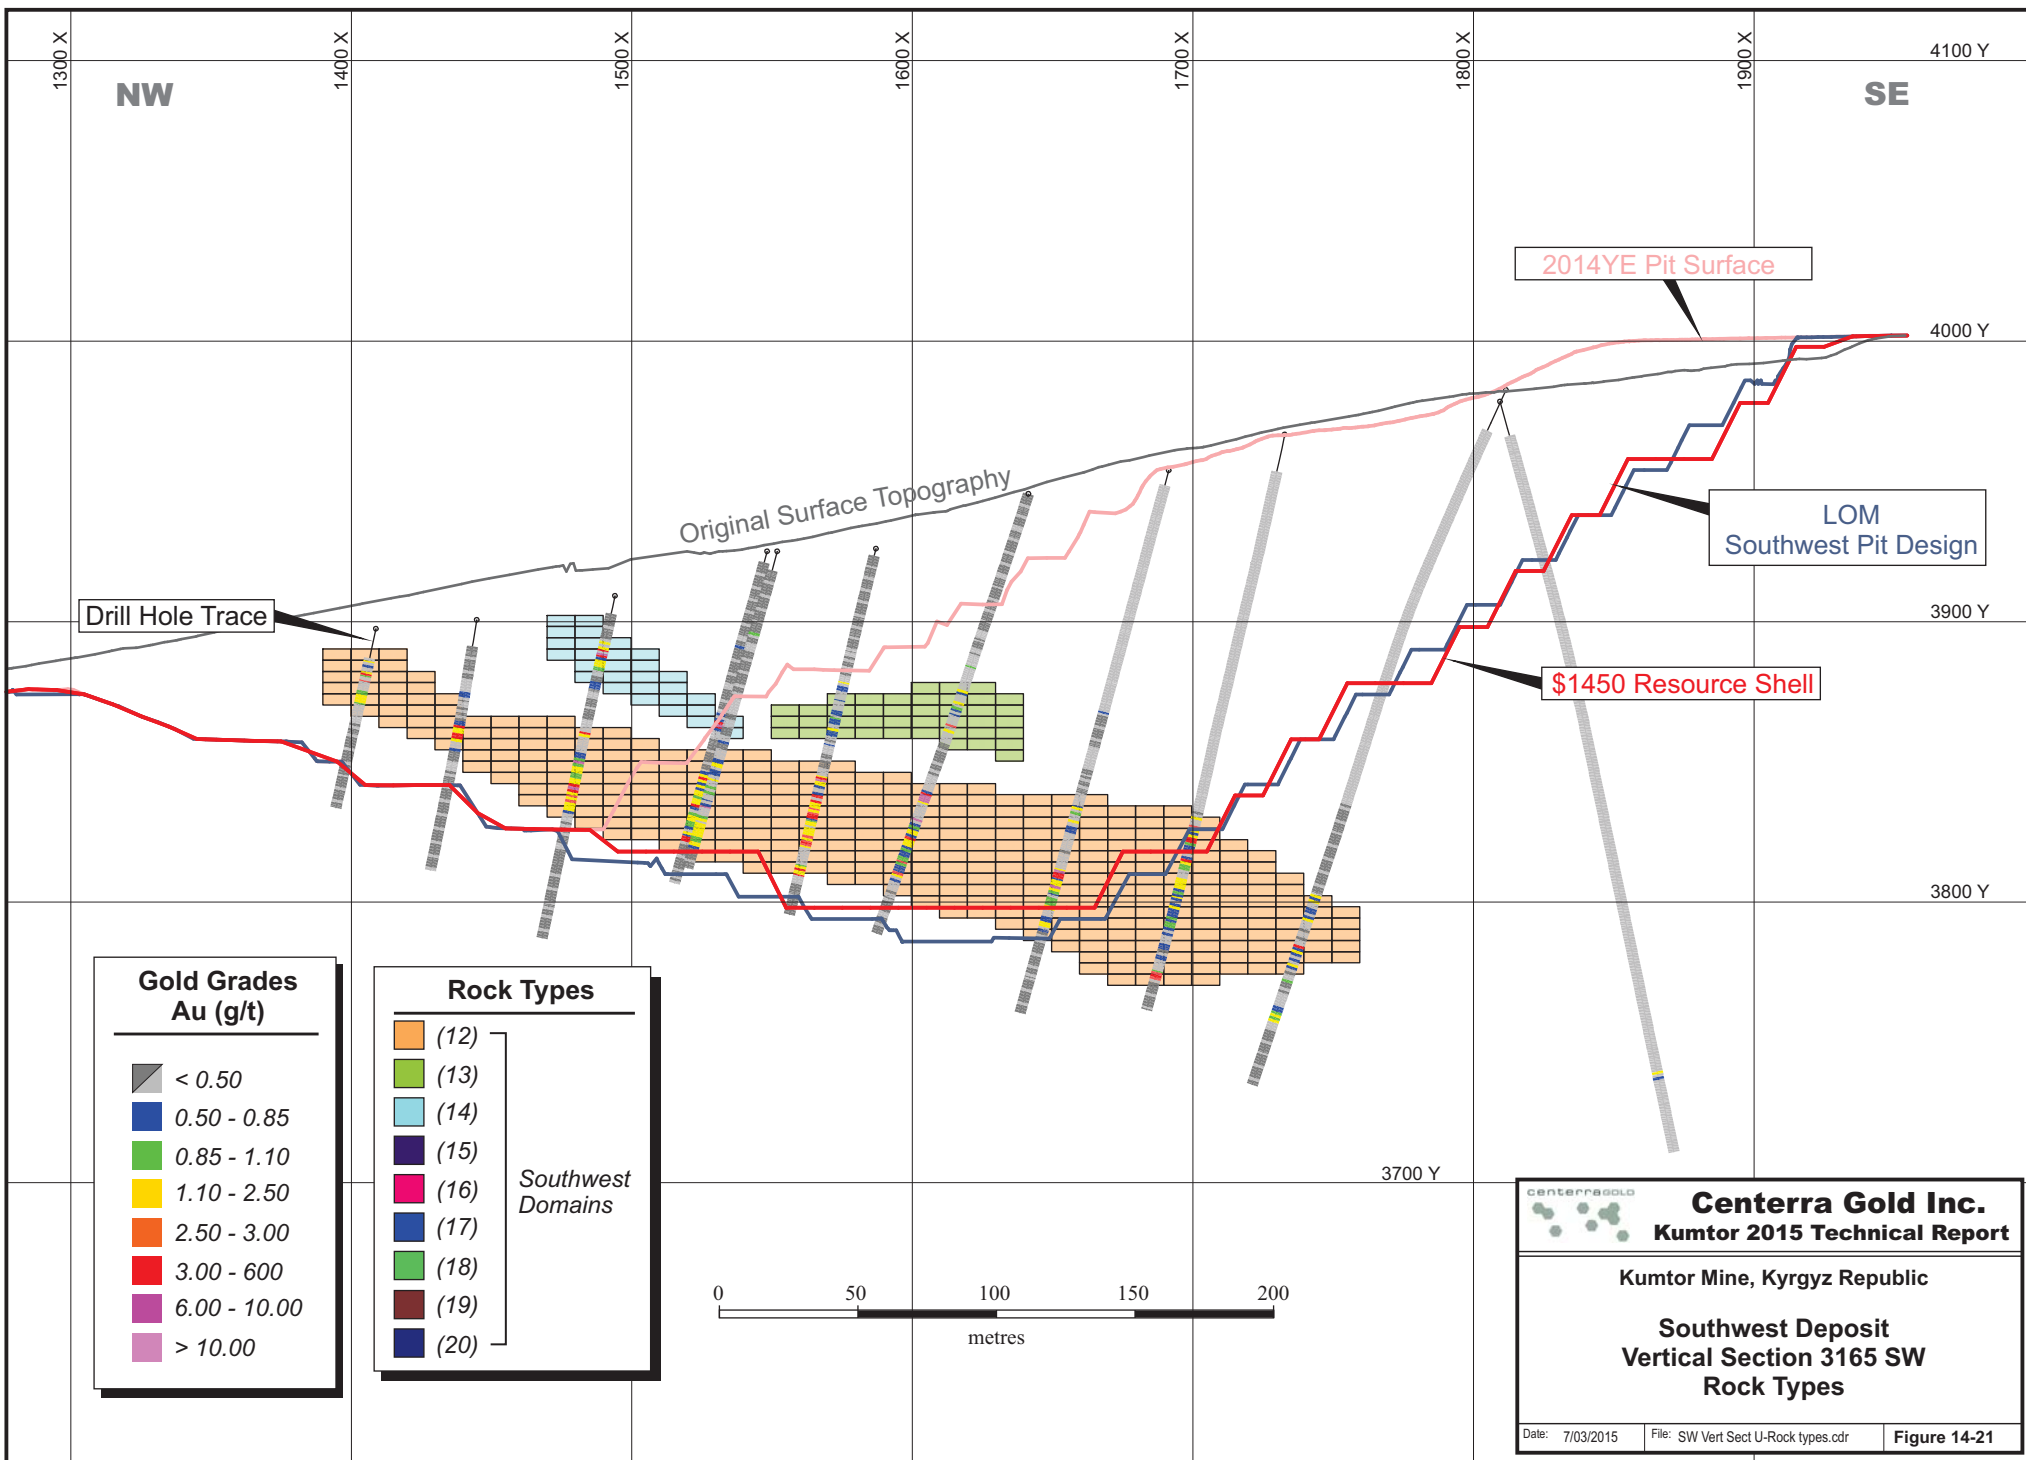 1300 X
1400 X
1500 X
1600 X
1700 X
1800 X
1900 X
4100 Y
NW
SE
2014YE Pit Surface
4000 Y
Original Surface Topography
LOM
Southwest Pit Design
Drill Hole Trace
3900 Y
$1450 Resource Shell
3800 Y
3700 Y
Gold Grades
Au (g/t)
< 0.50
0.50 - 0.85
0.85 - 1.10
1.10 - 2.50
2.50 - 3.00
3.00 - 600
6.00 - 10.00
> 10.00
Rock Types
(12)
(13)
(14)
(15)
(16)
(17)
(18)
(19)
(20)
Southwest
Domains
0 50 100 150 200
metres
centerraGOLD
Centerra Gold Inc.
Kumtor 2015 Technical Report
Kumtor Mine, Kyrgyz Republic
Southwest Deposit
Vertical Section 3165 SW
Rock Types
Date: 7/03/2015 File: SW Vert Sect U-Rock types.cdr Figure 14-21